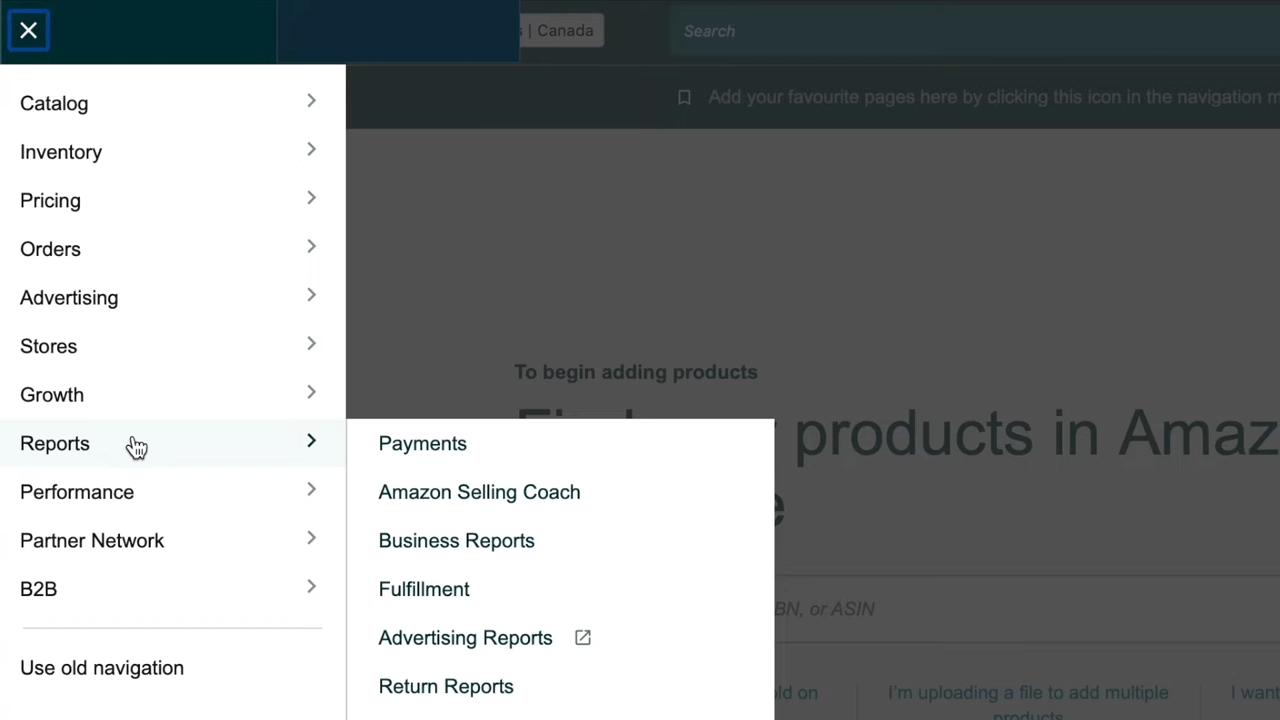 | Canada
Search
Add your favourite pages here by clicking this icon in the navigation
Catalog
Inventory
Pricing
Orders
Advertising
Stores
Growth
Reports
Performance
Partner Network
B2B
Use old navigation
Payments
Amazon Selling Coach
Business Reports
Fulfillment
Advertising Reports
Return Reports
To begin adding products
products in Amaz
or ASIN
on
I'm uploading a file to add multiple
products
I want